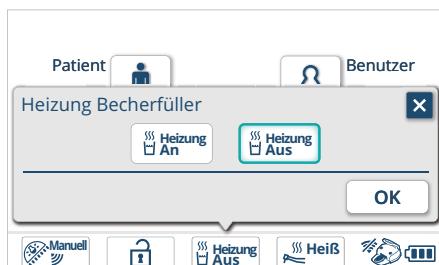 Patient
Benutzer
Heizung Becherfüller
Heizung
An
Heizung
Aus
OK
Manuell
Heizung
Aus
Heiß